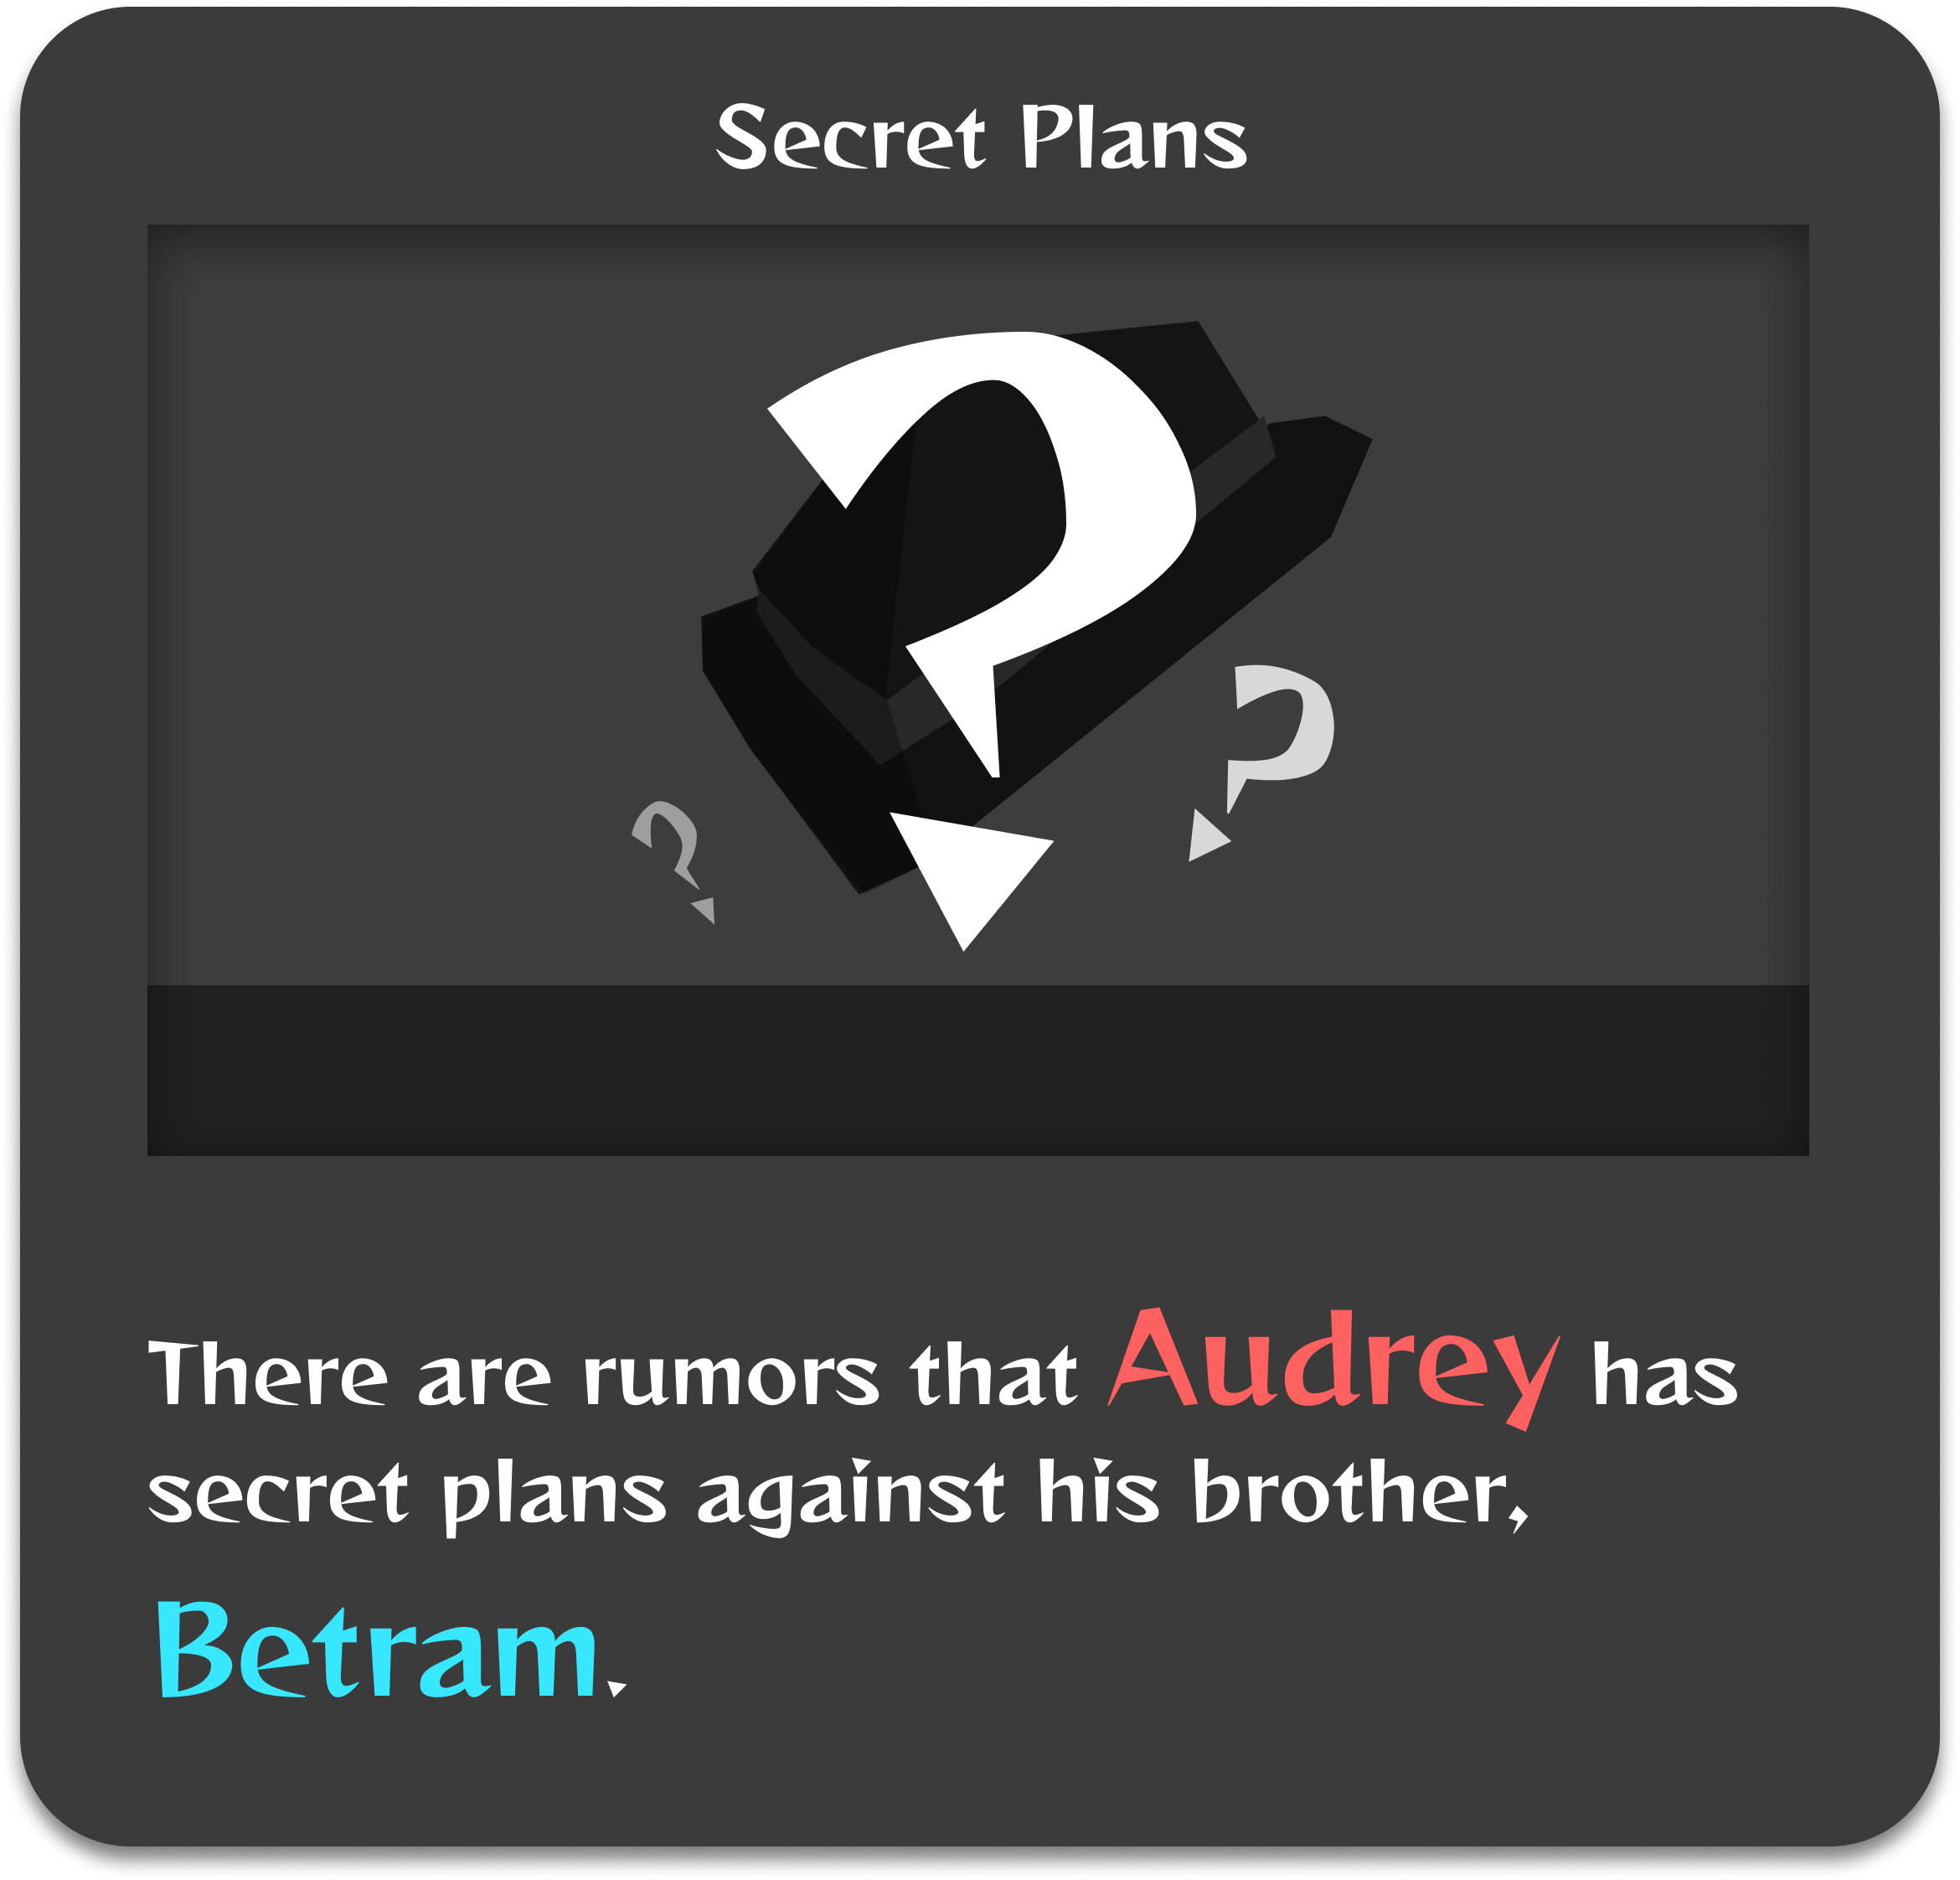 Secret Plans
?
?
?
There are rumors that Audrey has
secret plans against his brother,
Betram.